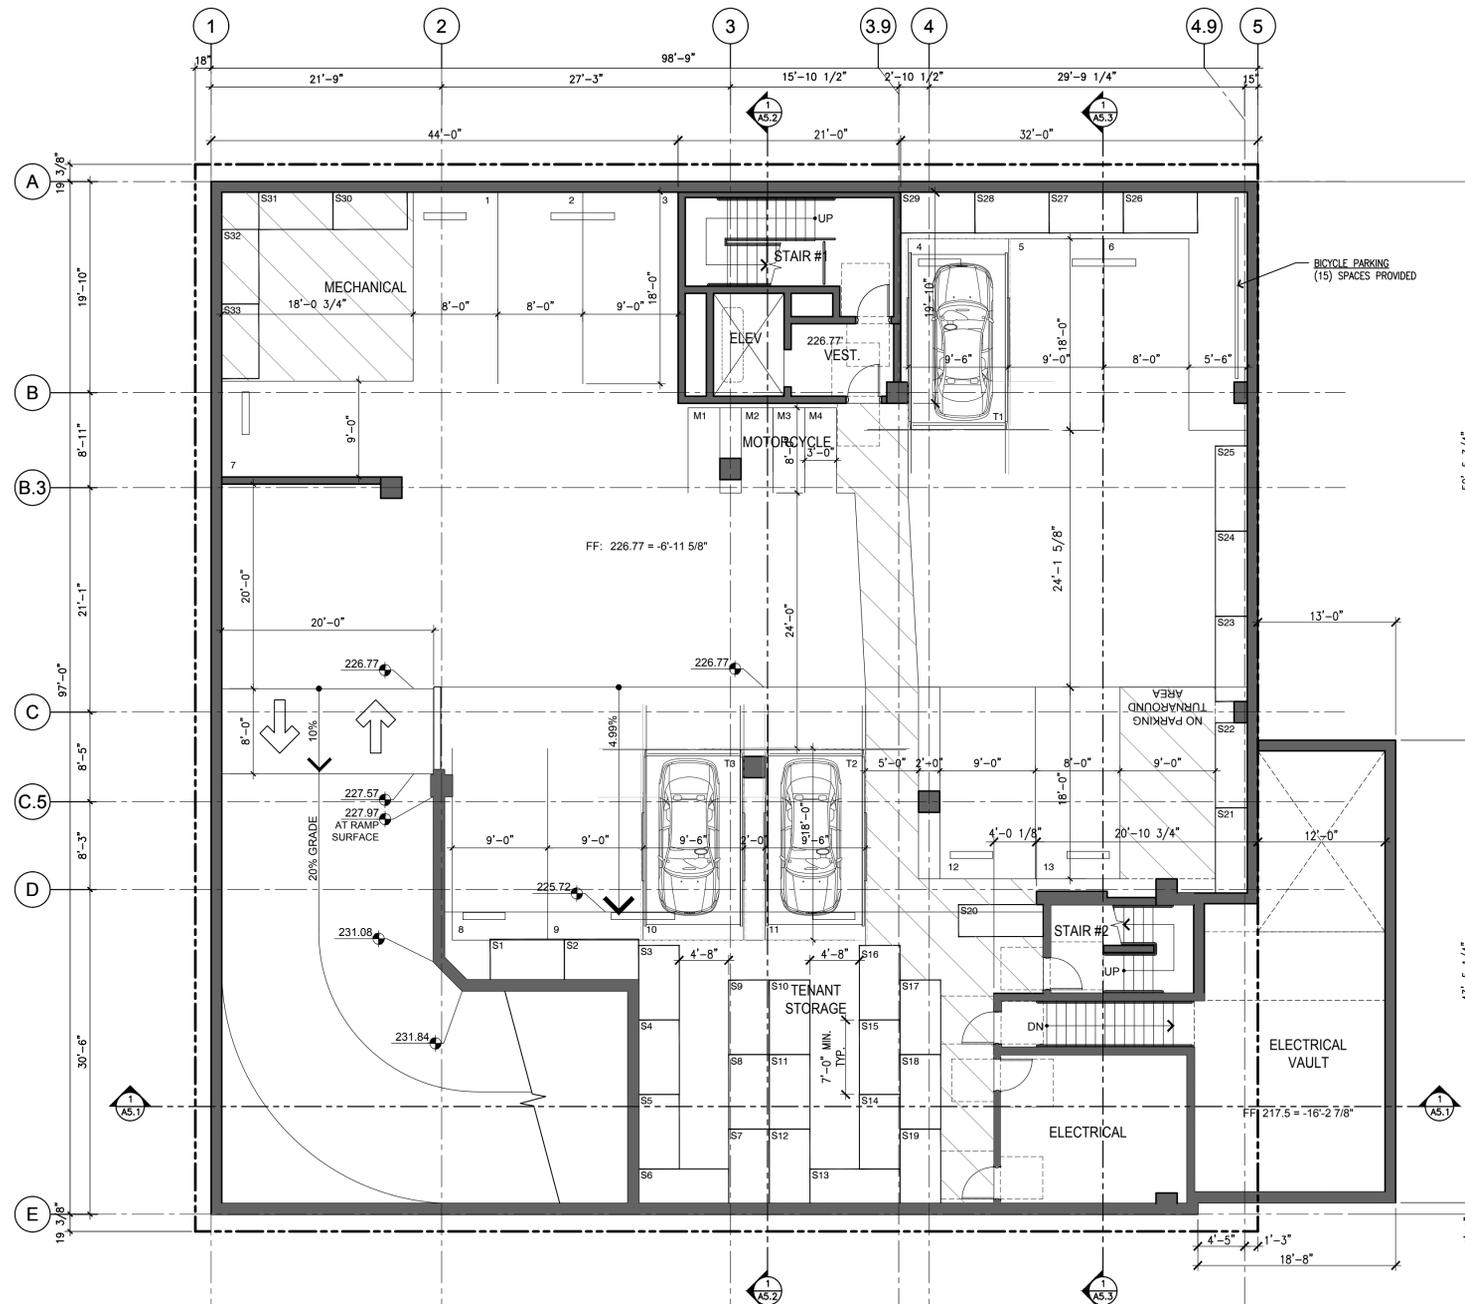 1
2
3
3.9
4
4.9
5
18"
98'-9"
21'-9"
27'-3"
15'-10 1/2"
2'-10 1/2"
29'-9 1/4"
15"
1
A5.2
1
A5.3
44'-0"
21'-0"
32'-0"
19 3/8"
A
S31
S30
1
2
3
S29
S28
S27
S26
UP
S32
4
5
6
STAIR #1
BICYCLE PARKING
(15) SPACES PROVIDED
19'-10"
MECHANICAL
18'-0"
18'-0 3/4"
8'-0"
8'-0"
9'-0"
19'-10"
S33
18'-0"
ELEV
226.77'
VEST.
9'-6"
9'-0"
8'-0"
5'-6"
B
M1
M2
M3
M4
T1
8'-11"
9'-0"
MOTORCYCLE
8'-0"
3'-0"
S25
7
B.3
S24
FF: 226.77 = -6'-11 5/8"
24'-1 5/8"
20'-0"
21'-1"
24'-0"
20'-0"
S23
13'-0"
226.77
226.77
97'-0"
NO PARKING
TURNAROUND
AREA
C
10%
4.99%
8'-0"
S22
8'-5"
T3
T2
5'-0"
2'-0"
9'-0"
8'-0"
9'-0"
227.57
18'-0"
C.5
227.97
AT RAMP
SURFACE
S21
18'-0"
20% GRADE
9'-0"
9'-0"
9'-6"
2'-0"
9'-6"
4'-0 1/8"
20'-10 3/4"
12'-0"
8'-3"
12
13
D
225.72
S20
8
9
10
11
231.08
STAIR #2
S1
S2
S3
4'-8"
4'-8"
S16
UP
S9
S10
S17
TENANT
STORAGE
S4
S15
DN
231.84
7'-0" MIN.
TYP.
ELECTRICAL
VAULT
30'-6"
S8
S11
S18
1
A5.1
S5
S14
FF: 217.5 = -16'-2 7/8"
1
A5.1
S7
S12
S19
ELECTRICAL
S6
S13
E
19 3/8"
4'-5"
1'-3"
18'-8"
1
A5.2
1
A5.3